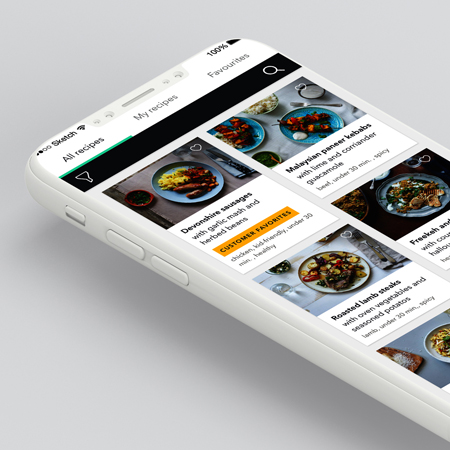 Sketch
100%
All recipes
My recipes
Favourites
Devonshire sausages
with garlic mash and
herbed beans
CUSTOMER FAVORITES
chicken, kid-friendly, under 30
min., healthy
Malaysian paneer kebabs
with lime and corriander
guacamole
beef, under 30 min., spicy
Roasted lamb steaks
with oven vegetables and
seasoned potatos
lamb, under 30 min., spicy
Freekeh and
with